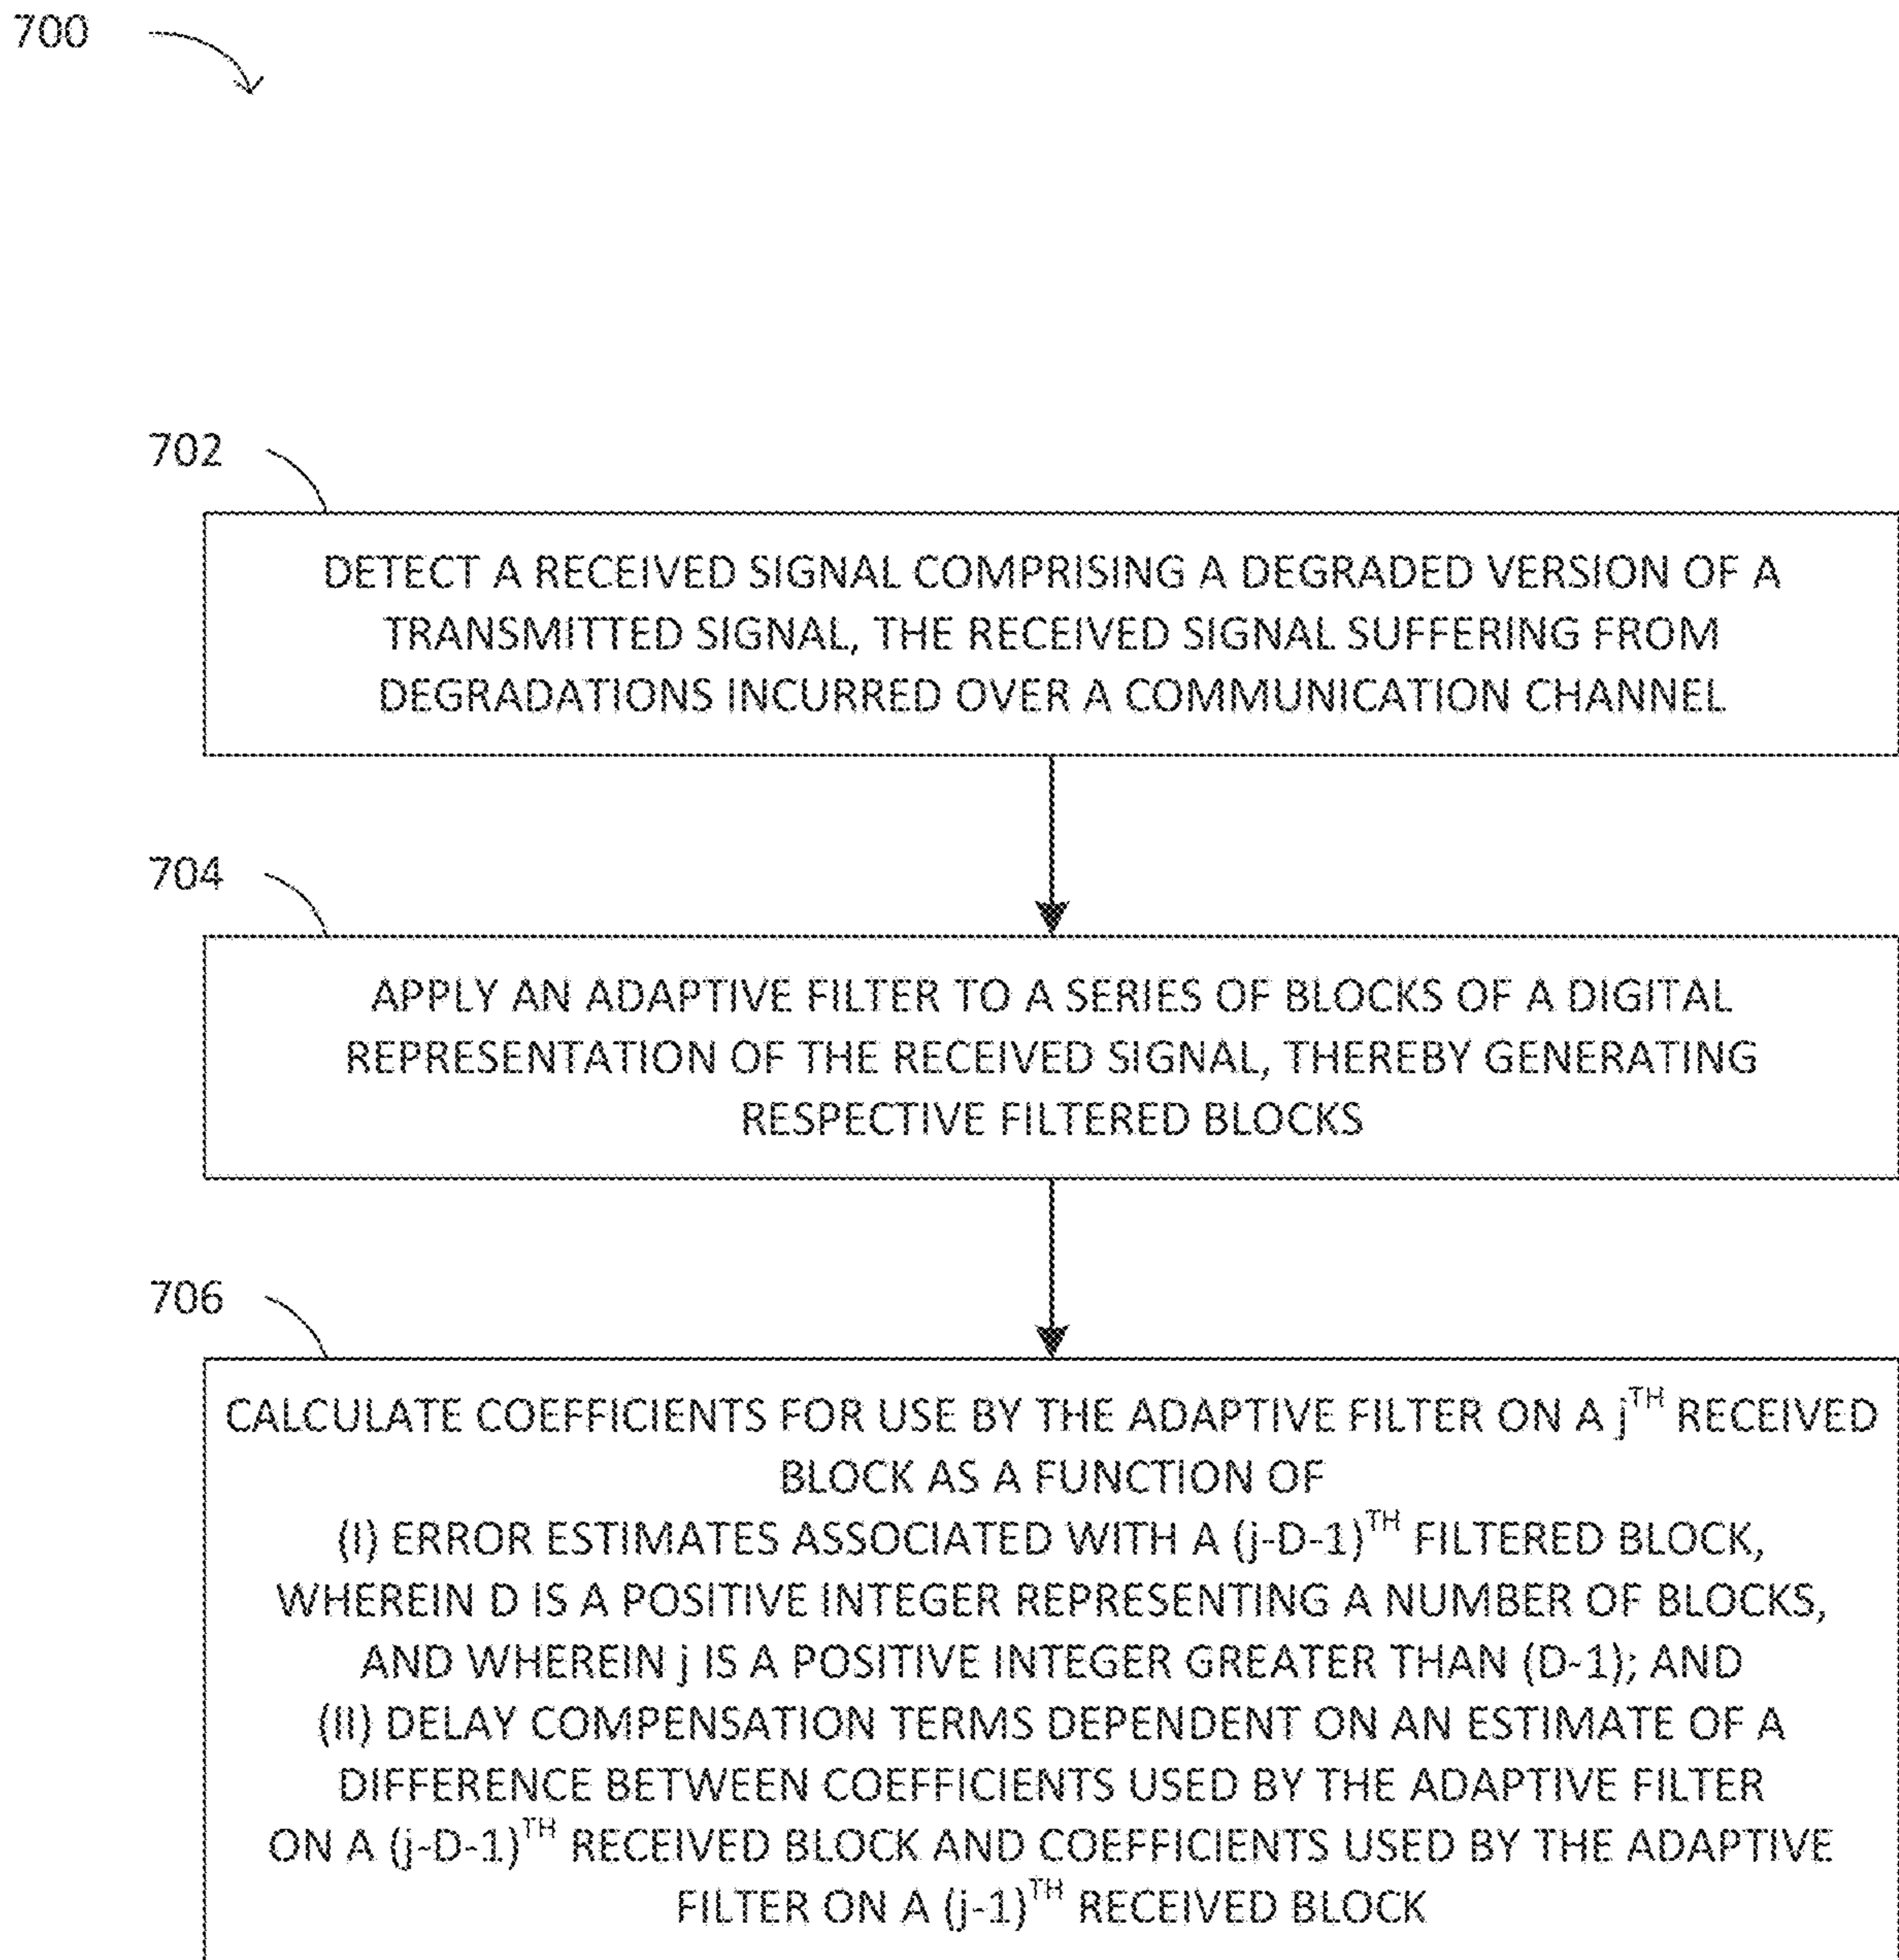 700
702
DETECT A RECEIVED SIGNAL COMPRISING A DEGRADED VERSION OF A
TRANSMITTED SIGNAL, THE RECEIVED SIGNAL SUFFERING FROM
DEGRADATIONS INCURRED OVER A COMMUNICATION CHANNEL
704
APPLY AN ADAPTIVE FILTER TO A SERIES OF BLOCKS OF A DIGITAL
REPRESENTATION OF THE RECEIVED SIGNAL, THEREBY GENERATING
RESPECTIVE FILTERED BLOCKS
706
CALCULATE COEFFICIENTS FOR USE BY THE ADAPTIVE FILTER ON A j^TH RECEIVED
BLOCK AS A FUNCTION OF
(I) ERROR ESTIMATES ASSOCIATED WITH A (j-D-1)^TH FILTERED BLOCK,
WHEREIN D IS A POSITIVE INTEGER REPRESENTING A NUMBER OF BLOCKS,
AND WHEREIN j IS A POSITIVE INTEGER GREATER THAN (D-1); AND
(II) DELAY COMPENSATION TERMS DEPENDENT ON AN ESTIMATE OF A
DIFFERENCE BETWEEN COEFFICIENTS USED BY THE ADAPTIVE FILTER
ON A (j-D-1)^TH RECEIVED BLOCK AND COEFFICIENTS USED BY THE ADAPTIVE
FILTER ON A (j-1)^TH RECEIVED BLOCK